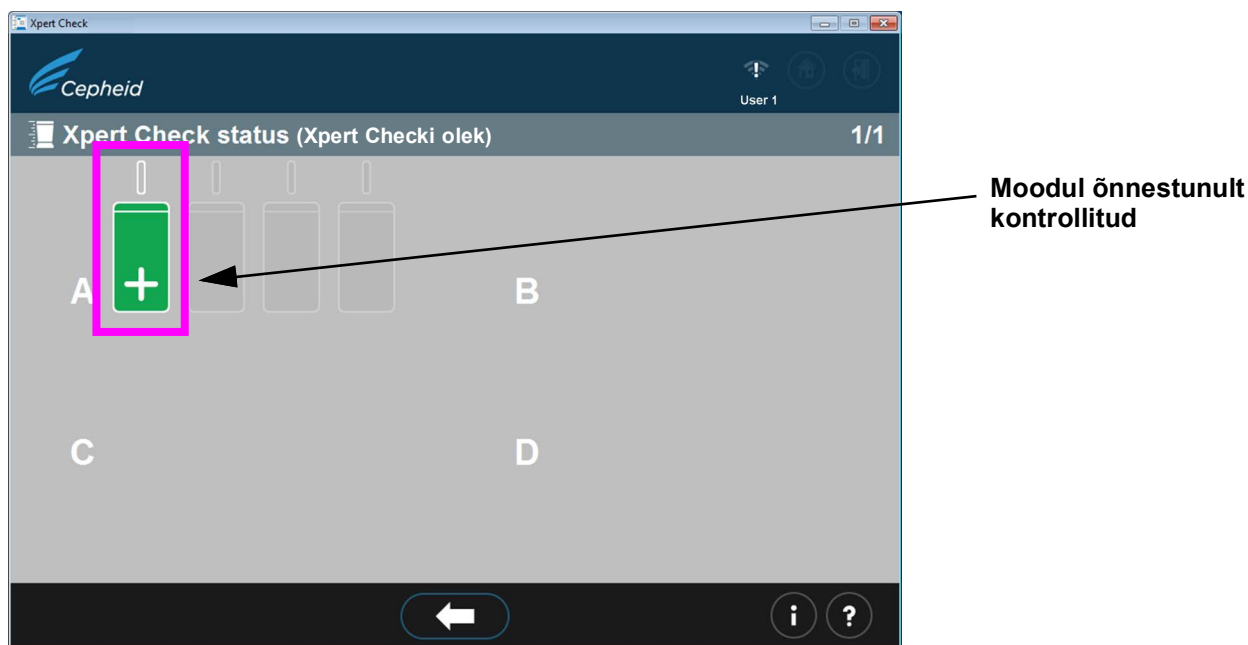 Xpert Check
Cepheid
User 1
Xpert Check status (Xpert Checki olek)
1/1
Moodul õnnestunult
kontrollitud
A
B
C
D
i
?